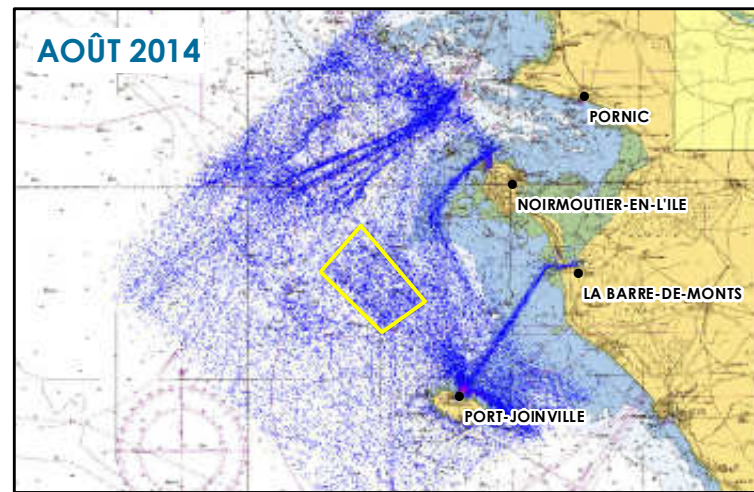 AOÛT 2014
PORNIC
NOIRMOUTIER-EN-L'ILE
LA BARRE-DE-MONTS
PORT-JOINVILLE